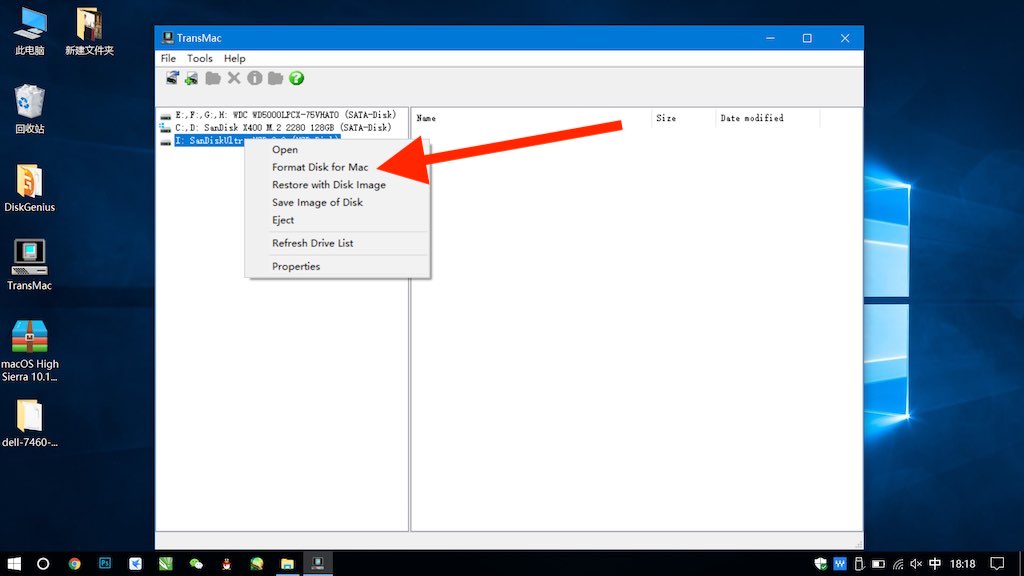 此电脑
新建文件夹
回收站
DiskGenius
TransMac
macOS High
Sierra 10.1...
dell-7460-...
TransMac
File Tools Help
E:,F:,G:,H: WDC WD5000LPCX-75VHAT0 (SATA-Disk)
C:,D: SanDisk X400 M.2 2280 128GB (SATA-Disk)
I: SanDiskUltr
Name Size Date modified
Open
Format Disk for Mac
Restore with Disk Image
Save Image of Disk
Eject
Refresh Drive List
Properties
中 18:18